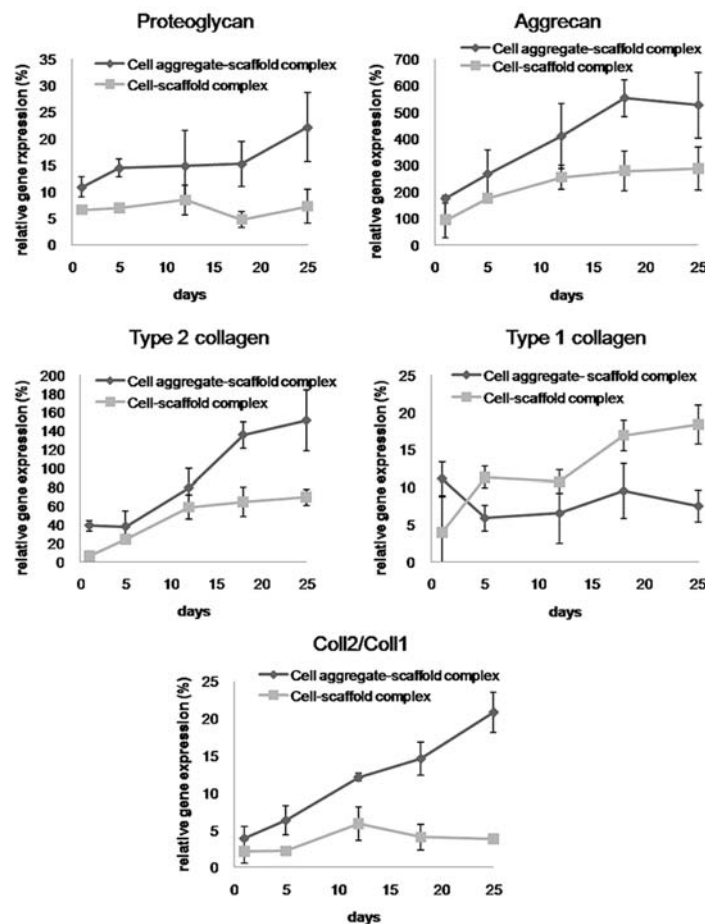 Proteoglycan
35
30
25
20
15
10
5
0
relative gene rxpression (%)
Cell aggregate-scaffold complex
Cell-scaffold complex
0 5 10 15 20 25
days
Aggrecan
700
600
500
400
300
200
100
0
relative gene expression (%)
Cell aggregate-scaffold complex
Cell-scaffold complex
0 5 10 15 20 25
days
Type 2 collagen
200
180
160
140
120
100
80
60
40
20
0
relative gene expression (%)
Cell aggregate-scaffold complex
Cell-scaffold complex
0 5 10 15 20 25
days
Type 1 collagen
25
20
15
10
5
0
relative gene expression (%)
Cell aggregate- scaffold complex
Cell-scaffold complex
0 5 10 15 20 25
days
Coll2/Coll1
25
20
15
10
5
0
relative gene expression (%)
Cell aggregate-scaffold complex
Cell-scaffold complex
0 5 10 15 20 25
days